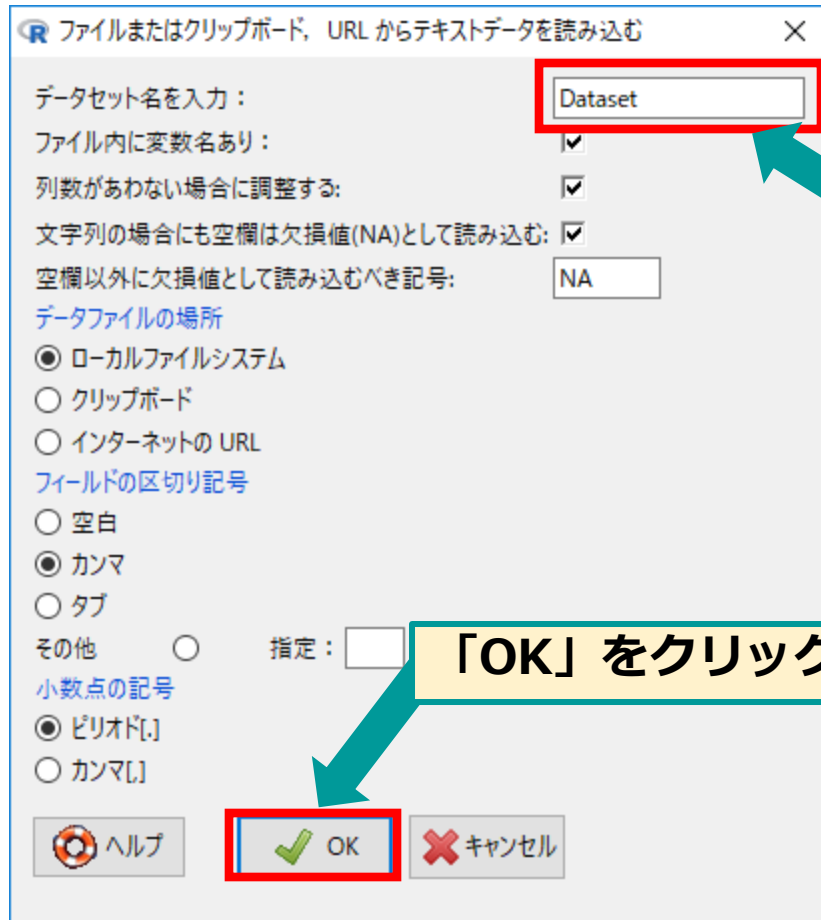 ファイルまたはクリップボード, URL からテキストデータを読み込む
データセット名を入力： Dataset
ファイル内に変数名あり：
列数があわない場合に調整する:
文字列の場合にも空欄は欠損値(NA)として読み込む:
空欄以外に欠損値として読み込むべき記号: NA
データファイルの場所
ローカルファイルシステム
クリップボード
インターネットの URL
フィールドの区切り記号
空白
カンマ
タブ
その他 指定：
「OK」をクリック
小数点の記号
ピリオド[.]
カンマ[,]
ヘルプ OK キャンセル